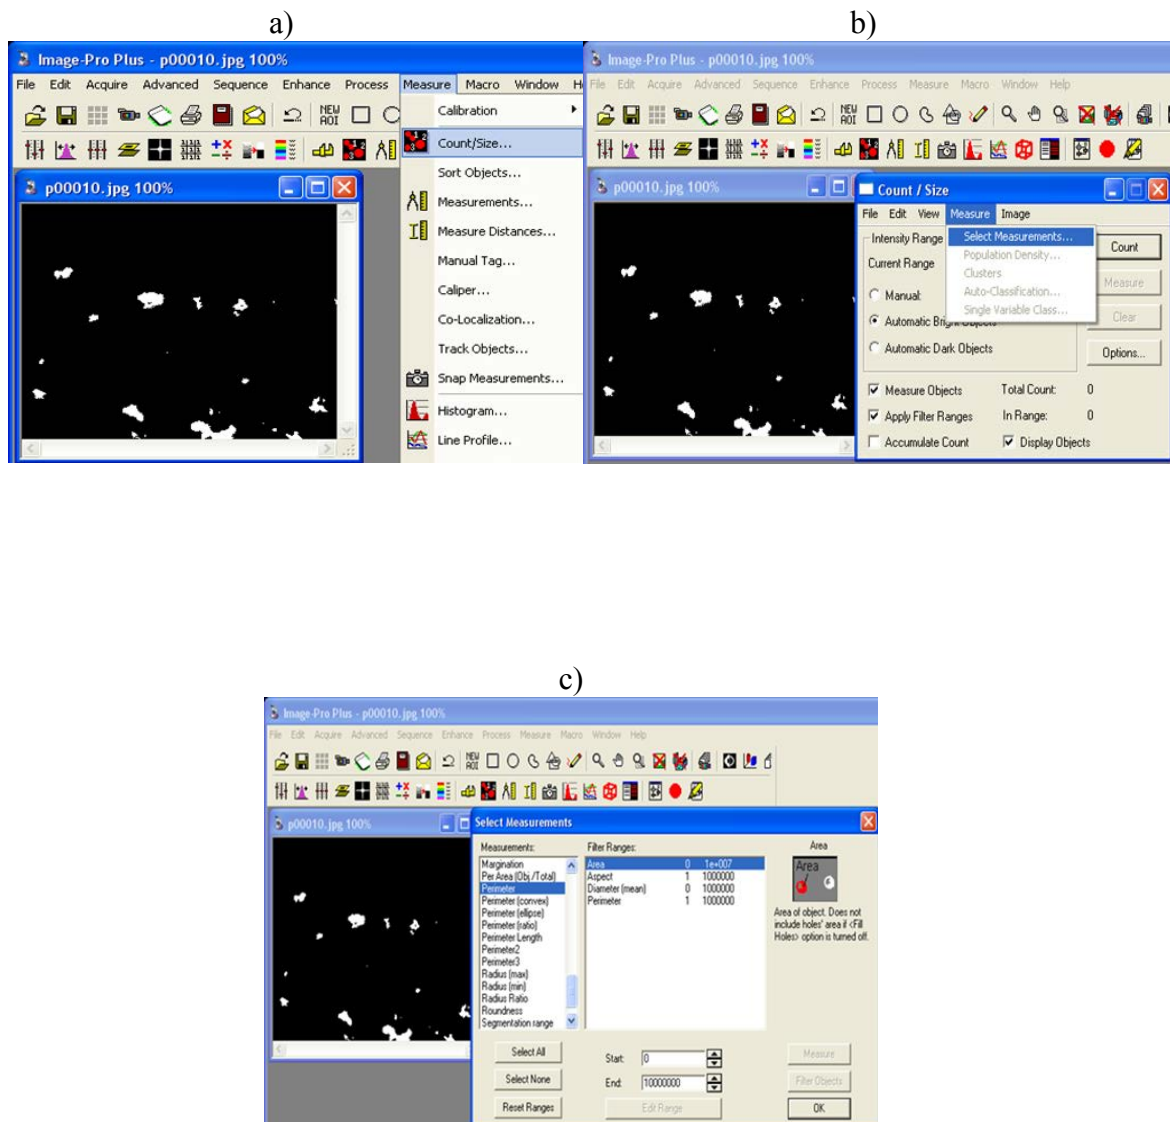 a)
Image-Pro Plus - p00010.jpg 100%
File Edit Acquire Advanced Sequence Enhance Process Measure Macro Window H
NEW AOI
p00010.jpg 100%
Calibration
Count/Size...
Sort Objects...
Measurements...
Measure Distances...
Manual Tag...
Caliper...
Co-Localization...
Track Objects...
Snap Measurements...
Histogram...
Line Profile...
b)
Image-Pro Plus - p00010.jpg 100%
File Edit Acquire Advanced Sequence Enhance Process Measure Macro Window Help
NEW AOI
p00010.jpg 100%
Count / Size
File Edit View Measure Image
Select Measurements...
Population Density...
Clusters
Auto-Classification...
Single Variable Class...
Intensity Range
Current Range
Manual:
Automatic Bright Objects
Automatic Dark Objects
Count
Measure
Clear
Options...
Measure Objects Total Count: 0
Apply Filter Ranges In Range: 0
Accumulate Count Display Objects
c)
Image-Pro Plus - p00010.jpg 100%
File Edit Acquire Advanced Sequence Enhance Process Measure Macro Window Help
NEW AOI
p00010.jpg 100%
Select Measurements
Measurements:
Margination
Per Area (Obj./Total)
Perimeter
Perimeter (convex)
Perimeter (ellipse)
Perimeter (ratio)
Perimeter Length
Perimeter2
Perimeter3
Radius (max)
Radius (min)
Radius Ratio
Roundness
Segmentation range
Filter Ranges:
Area 0 1e+007
Aspect 1 1000000
Diameter (mean) 0 1000000
Perimeter 1 1000000
Area
Area
Area of object. Does not
include holes' area if <Fill
Holes> option is turned off.
Select All
Select None
Reset Ranges
Start: 0
End: 10000000
Edit Range
Measure
Filter Objects
OK